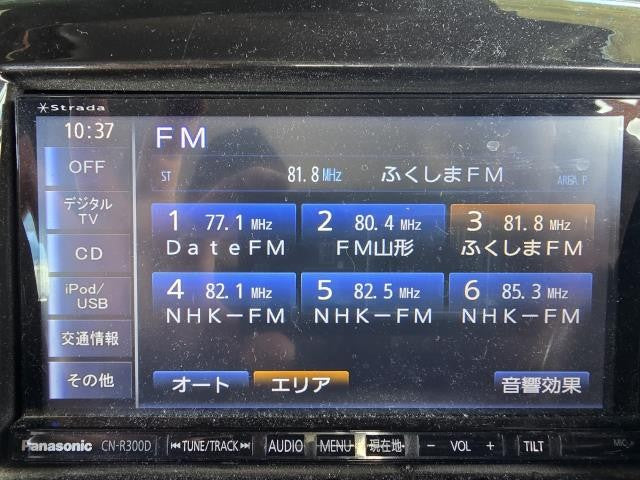 Strada
10:37
FM
OFF
ST 81.8MHz ふくしまFM AREA P.
デジタル
TV
1 77.1 MHz
DateFM
2 80.4 MHz
FM山形
3 81.8 MHz
ふくしまFM
CD
iPod/
USB
4 82.1 MHz
NHK-FM
5 82.5 MHz
NHK-FM
6 85.3 MHz
NHK-FM
交通情報
その他
オート
エリア
音響効果
Panasonic CN-R300D TUNE/TRACK AUDIO MENU 現在地 - VOL + TILT MIC